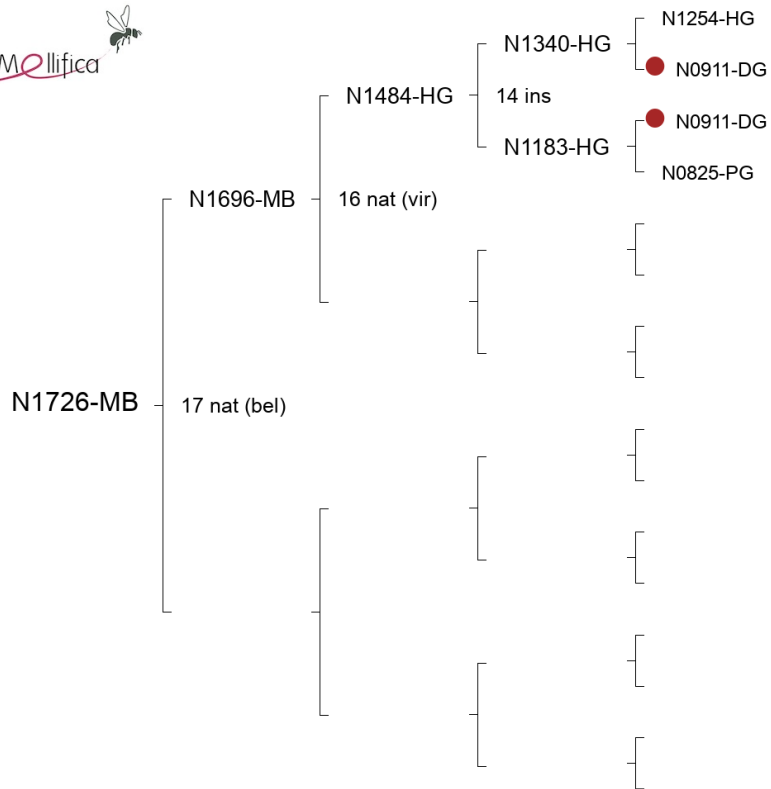 Mellifica
N1254-HG
N1340-HG
N0911-DG
N1484-HG
14 ins
N0911-DG
N1183-HG
N0825-PG
N1696-MB
16 nat (vir)
N1726-MB
17 nat (bel)